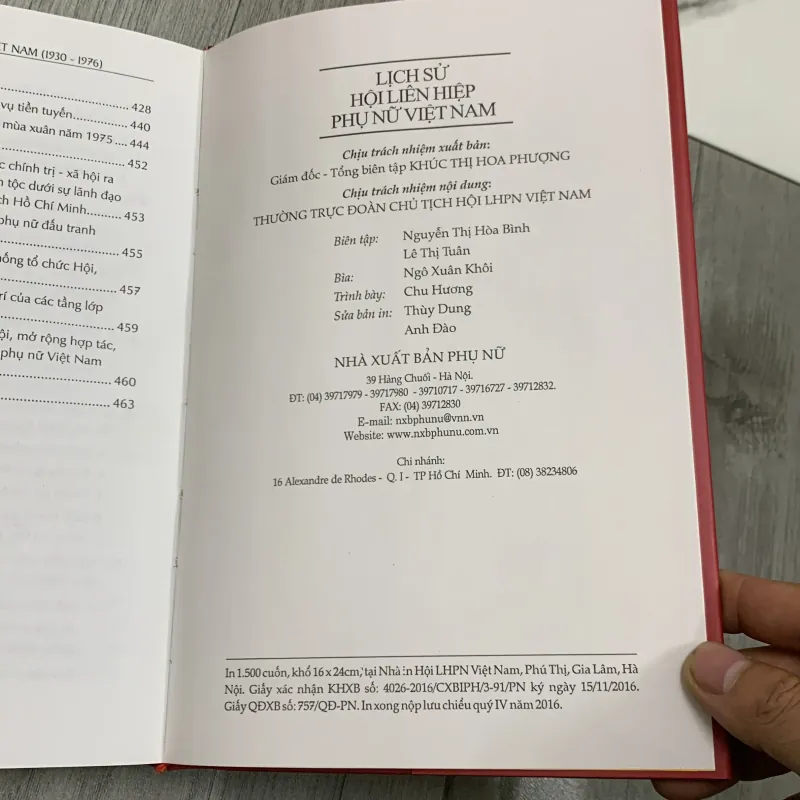 ỆT NAM (1930 - 1976)
428
vụ tiền tuyến 440
mùa xuân năm 1975 .... 444
452
c chính trị - xã hội ra
n tộc dưới sự lãnh đạo
ch Hồ Chí Minh 453
phụ nữ đấu tranh
455
ống tổ chức Hội,
457
rí của các tầng lớp
459
ội, mở rộng hợp tác,
phụ nữ Việt Nam
460
463
LỊCH SỬ
HỘI LIÊN HIỆP
PHỤ NỮ VIỆT NAM
Chịu trách nhiệm xuất bản:
Giám đốc - Tổng biên tập KHÚC THỊ HOA PHƯỢNG
Chịu trách nhiệm nội dung:
THƯỜNG TRỰC ĐOÀN CHỦ TỊCH HỘI LHPN VIỆT NAM
Biên tập: Nguyễn Thị Hòa Bình
Lê Thị Tuân
Bìa: Ngô Xuân Khôi
Trình bày: Chu Hương
Sửa bản in: Thùy Dung
Anh Đào
NHÀ XUẤT BẢN PHỤ NỮ
39 Hàng Chuối - Hà Nội.
ĐT: (04) 39717979 - 39717980 - 39710717 - 39716727 - 39712832.
FAX: (04) 39712830
E-mail: nxbphunu@vnn.vn
Website: www.nxbphunu.com.vn
Chi nhánh:
16 Alexandre de Rhodes - Q. I - TP Hồ Chí Minh. ĐT: (08) 38234806
In 1.500 cuốn, khổ 16 x 24cm, tại Nhà in Hội LHPN Việt Nam, Phú Thị, Gia Lâm, Hà
Nội. Giấy xác nhận KHXB số: 4026-2016/CXBIPH/3-91/PN ký ngày 15/11/2016.
Giấy QĐXB số: 757/QĐ-PN. In xong nộp lưu chiểu quý IV năm 2016.